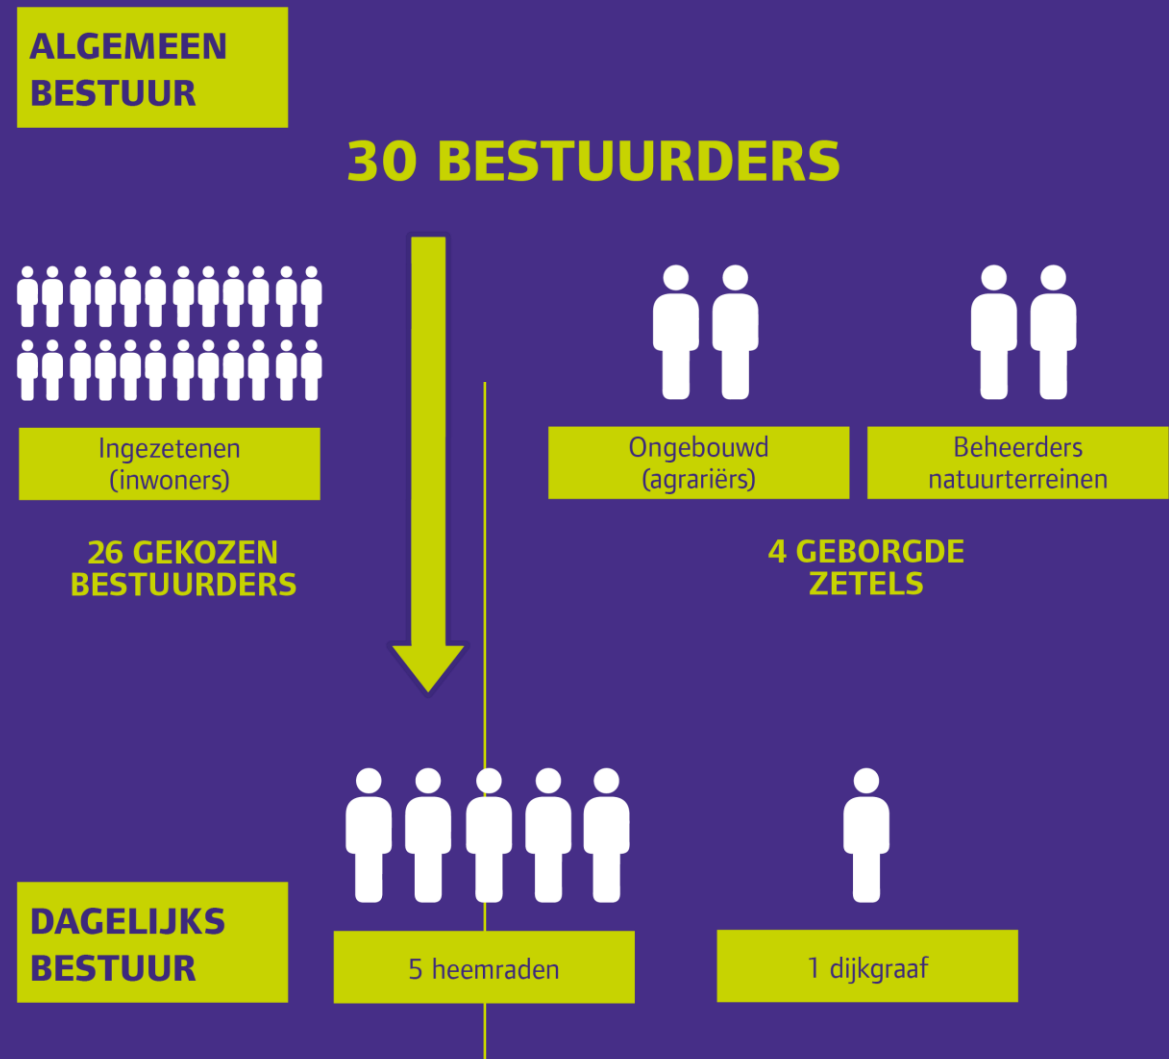 ALGEMEEN
BESTUUR
30 BESTUURDERS
Ingezetenen
(inwoners)
26 GEKOZEN
BESTUURDERS
Ongebouwd
(agrariërs)
Beheerders
natuurterreinen
4 GEBORGDE
ZETELS
DAGELIJKS
BESTUUR
5 heemraden
1 dijkgraaf